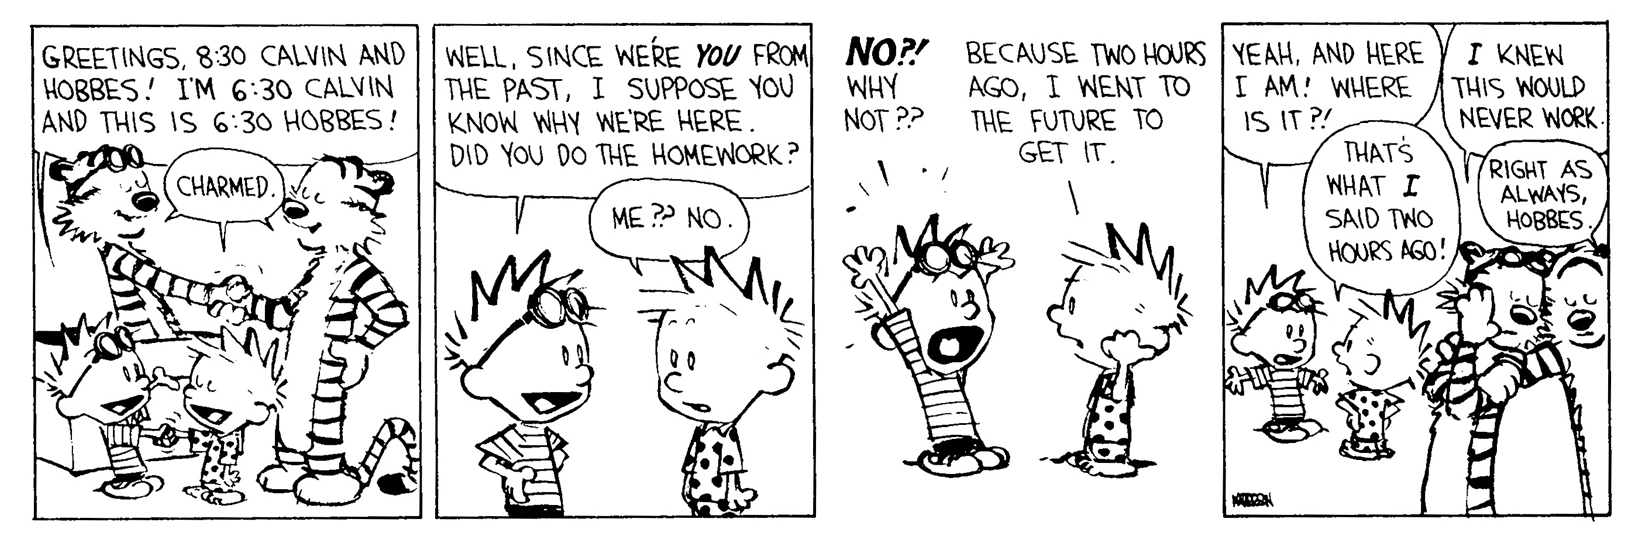 GREETINGS, 8:30 CALVIN AND
HOBBES! I'M 6:30 CALVIN
AND THIS IS 6:30 HOBBES!
CHARMED.
WELL, SINCE WE'RE YOU FROM
THE PAST, I SUPPOSE YOU
KNOW WHY WE'RE HERE.
DID YOU DO THE HOMEWORK?
ME?? NO.
NO?!
WHY
NOT??
BECAUSE TWO HOURS
AGO, I WENT TO
THE FUTURE TO
GET IT.
YEAH, AND HERE
I AM! WHERE
IS IT?!
THAT'S
WHAT I
SAID TWO
HOURS AGO!
I KNEW
THIS WOULD
NEVER WORK.
RIGHT AS
ALWAYS,
HOBBES.
WATTERSON